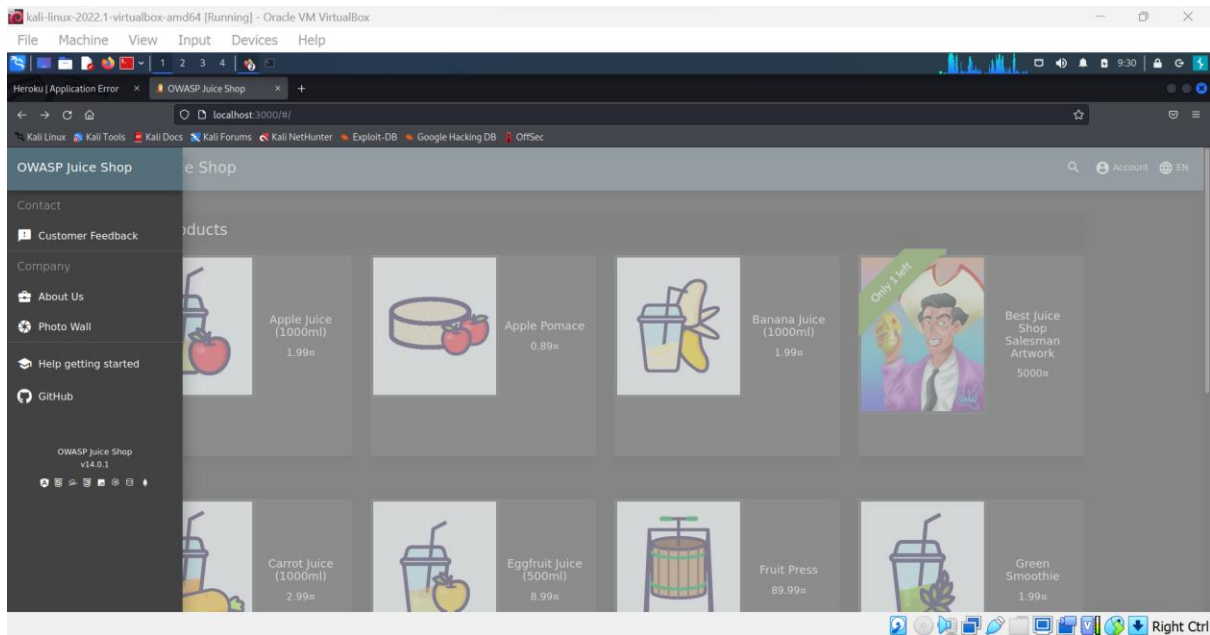 kali-linux-2022.1-virtualbox-amd64 [Running] - Oracle VM VirtualBox
File Machine View Input Devices Help
1 2 3 4 9:30
Heroku | Application Error OWASP Juice Shop
localhost:3000/#/
Kali Linux Kali Tools Kali Docs Kali Forums Kali NetHunter Exploit-DB Google Hacking DB OffSec
OWASP Juice Shop ce Shop Account EN
Contact
Customer Feedback
Company
About Us
Photo Wall
Help getting started
GitHub
OWASP Juice Shop
v14.0.1
oducts
Apple Juice
(1000ml)
1.99¤
Apple Pomace
0.89¤
Banana Juice
(1000ml)
1.99¤
Only 1 left
Best Juice
Shop
Salesman
Artwork
5000¤
Carrot Juice
(1000ml)
2.99¤
Eggfruit Juice
(500ml)
8.99¤
Fruit Press
89.99¤
Green
Smoothie
1.99¤
Right Ctrl